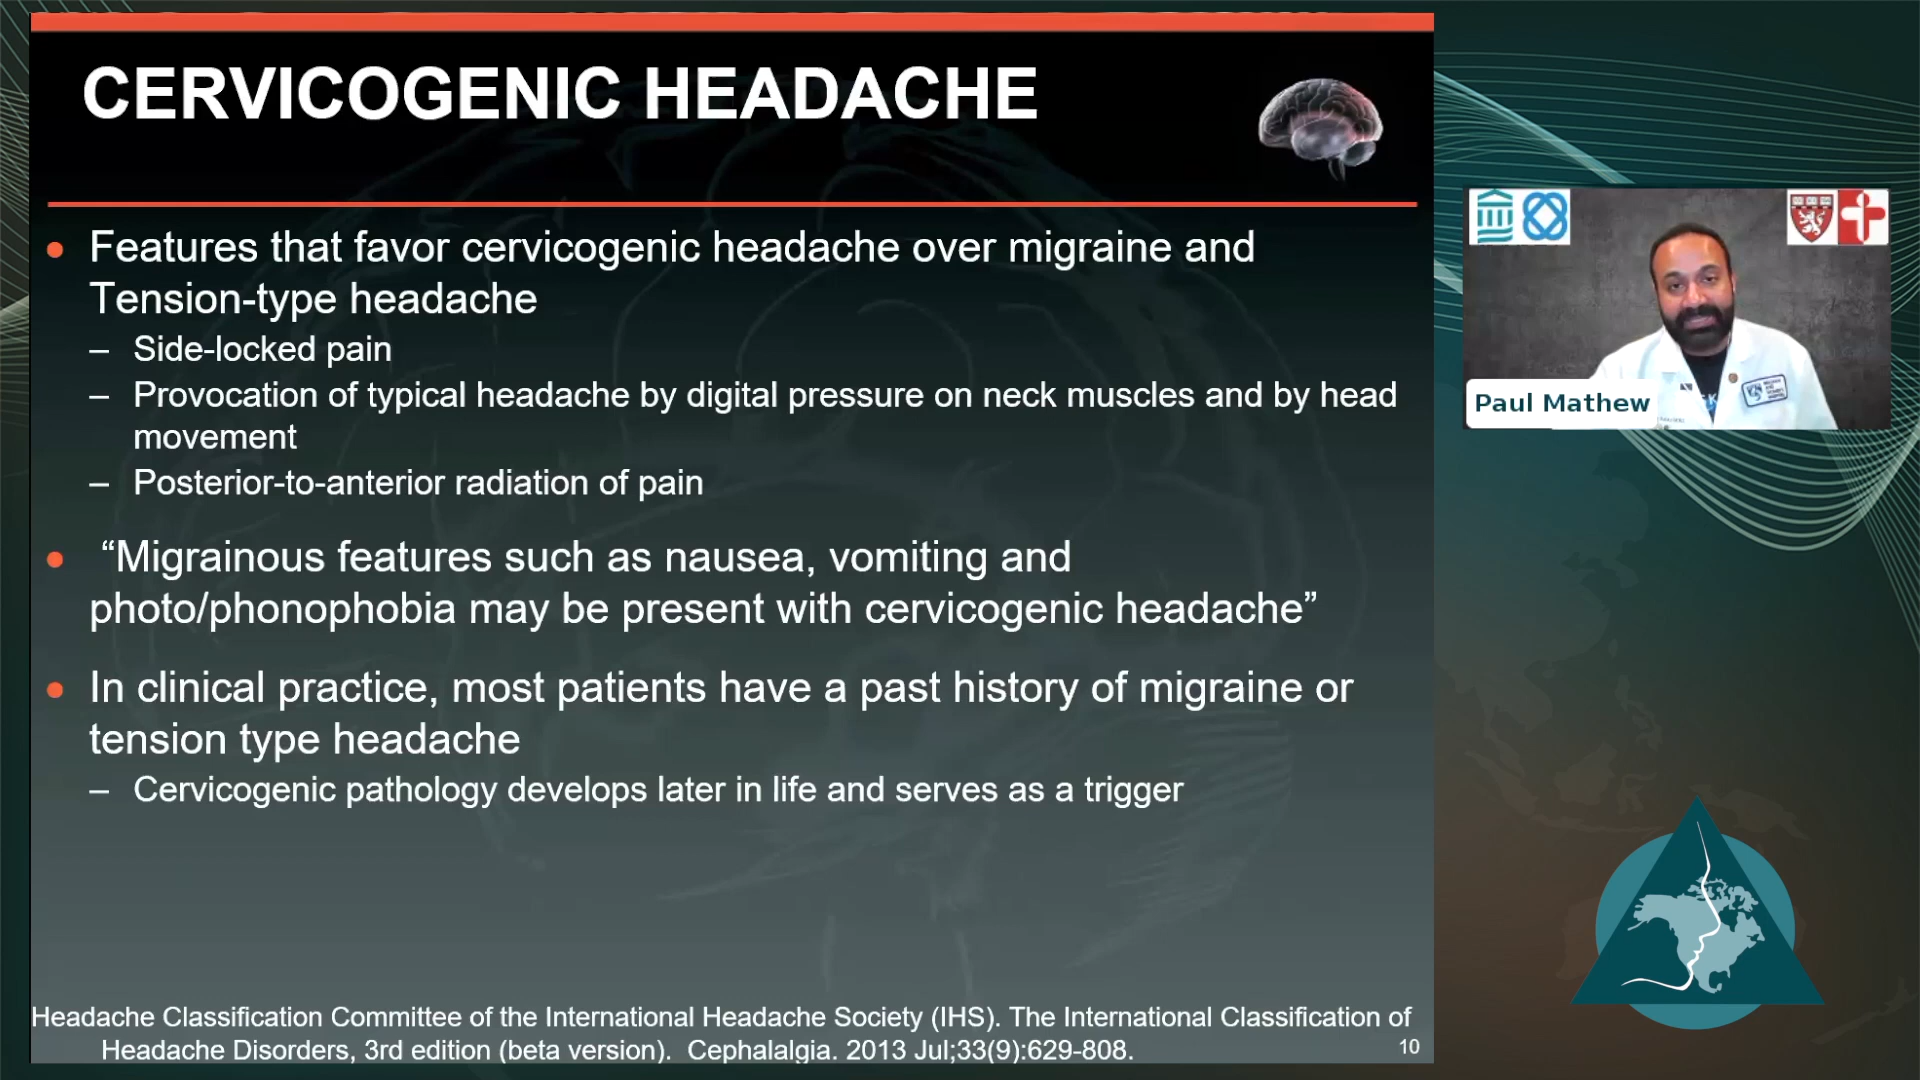 CERVICOGENIC HEADACHE
• Features that favor cervicogenic headache over migraine and
Tension-type headache
– Side-locked pain
– Provocation of typical headache by digital pressure on neck muscles and by head
movement
– Posterior-to-anterior radiation of pain
• “Migrainous features such as nausea, vomiting and
photo/phonophobia may be present with cervicogenic headache”
• In clinical practice, most patients have a past history of migraine or
tension type headache
– Cervicogenic pathology develops later in life and serves as a trigger
Headache Classification Committee of the International Headache Society (IHS). The International Classification of
Headache Disorders, 3rd edition (beta version). Cephalalgia. 2013 Jul;33(9):629-808.
10
Paul Mathew